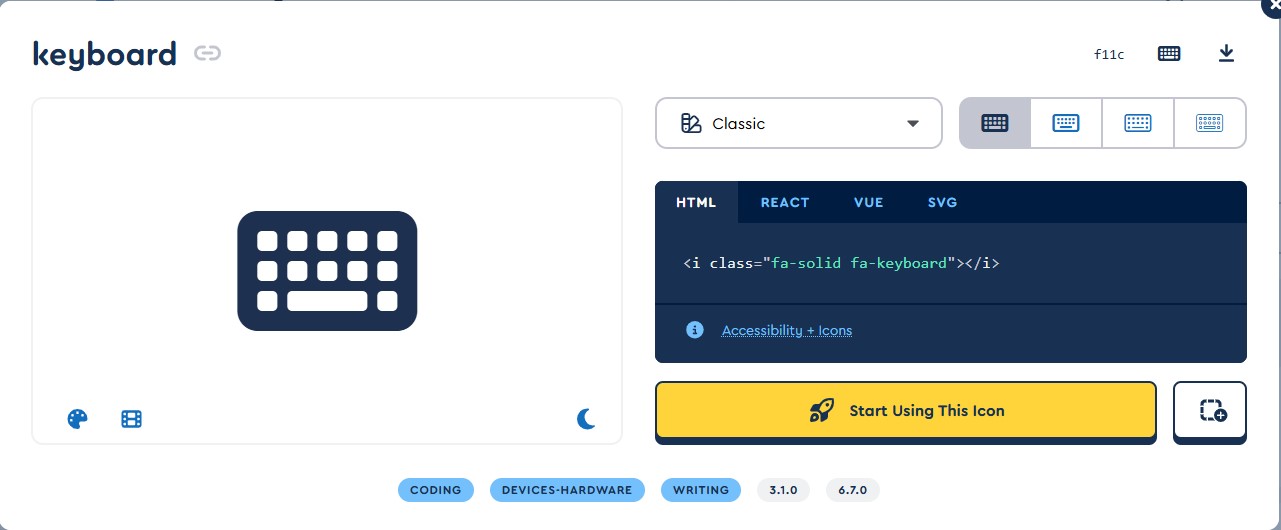 keyboard
f11c
Classic
HTML REACT VUE SVG
<i class="fa-solid fa-keyboard"></i>
Accessibility + Icons
Start Using This Icon
CODING DEVICES-HARDWARE WRITING 3.1.0 6.7.0